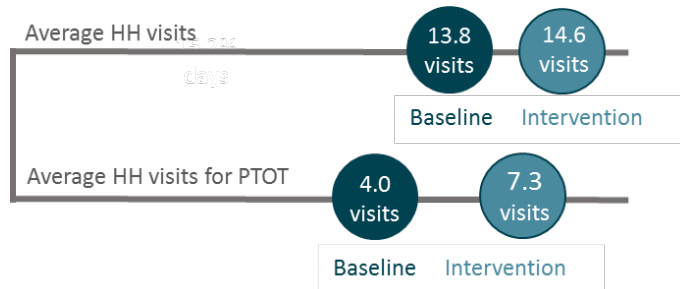 Average HH visits
days
13.8
visits
14.6
visits
Baseline Intervention
Average HH visits for PTOT
4.0
visits
7.3
visits
Baseline Intervention